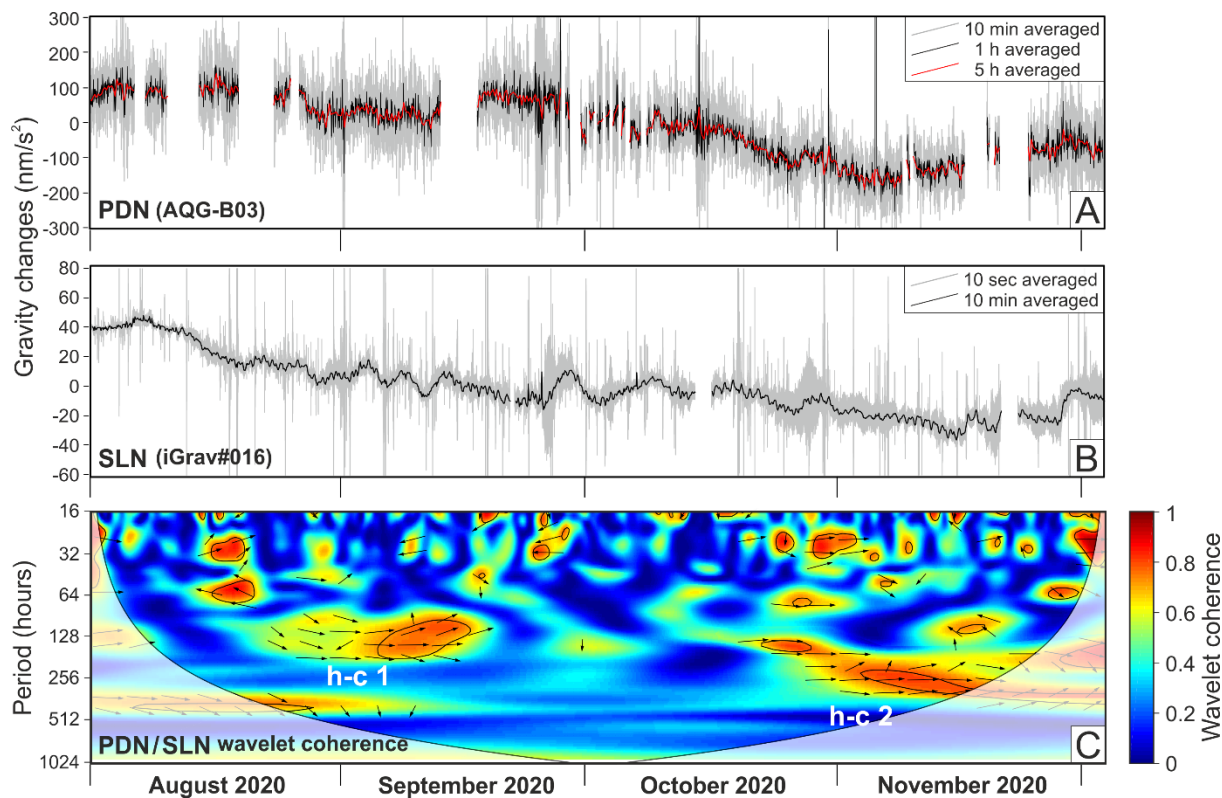 300
200
100
0
-100
-200
-300
10 min averaged
1 h averaged
5 h averaged
PDN (AQG-B03)
A
Gravity changes (nm/s²)
80
60
40
20
0
-20
-40
-60
10 sec averaged
10 min averaged
SLN (iGrav#016)
B
16
32
64
128
256
512
1024
Period (hours)
h-c 1
h-c 2
PDN/SLN wavelet coherence
C
1
0.8
0.6
0.4
0.2
0
Wavelet coherence
August 2020
September 2020
October 2020
November 2020